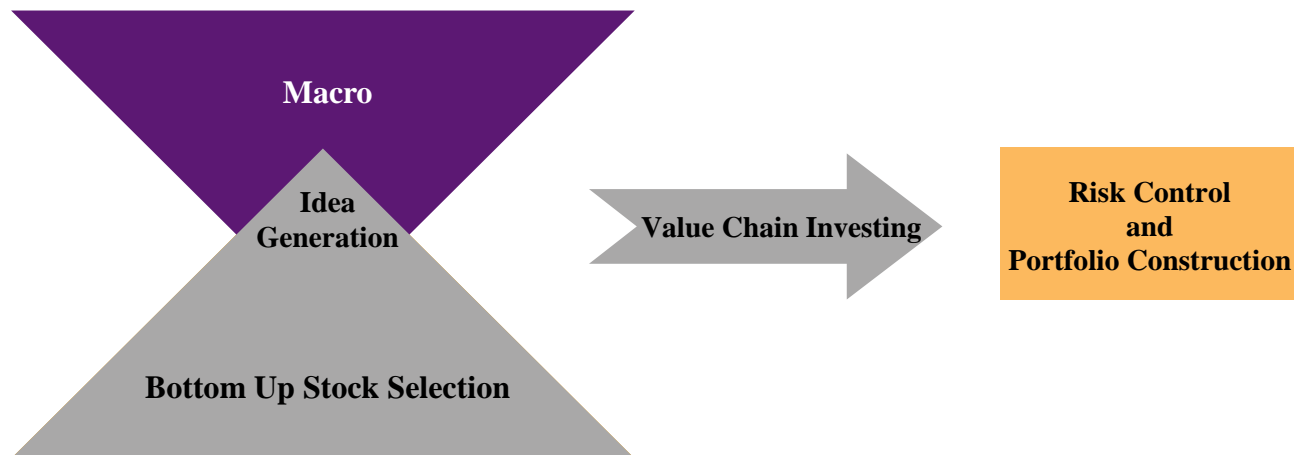 Macro
Idea
Generation
Bottom Up Stock Selection
Value Chain Investing
Risk Control
and
Portfolio Construction